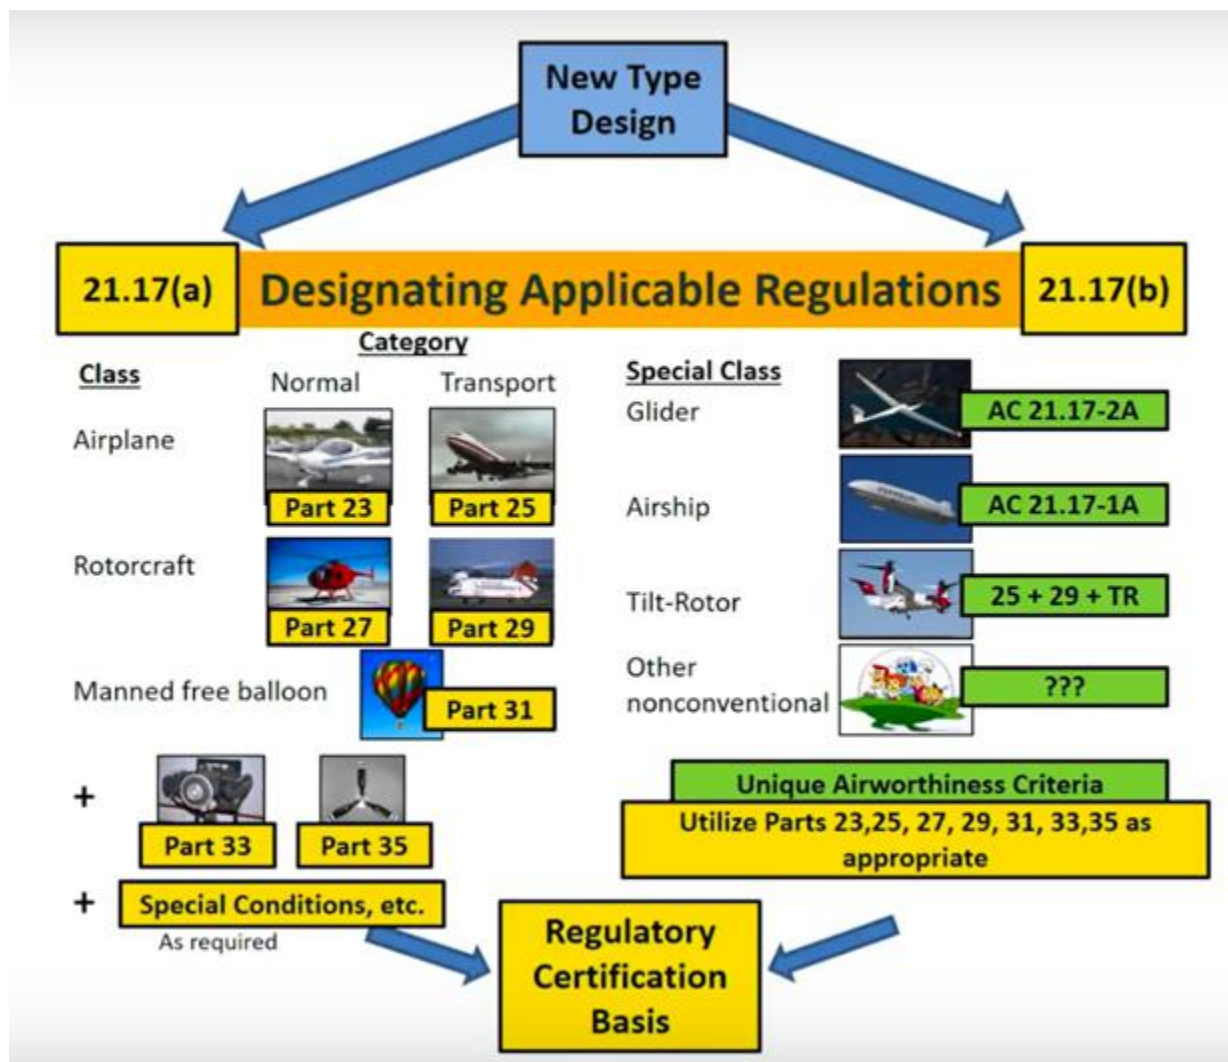 New Type
Design
21.17(a)
Designating Applicable Regulations
21.17(b)
Category
Class
Normal
Transport
Airplane
Part 23
Part 25
Rotorcraft
Part 27
Part 29
Manned free balloon
Part 31
+
Part 33
Part 35
+
Special Conditions, etc.
As required
Special Class
Glider
AC 21.17-2A
Airship
AC 21.17-1A
Tilt-Rotor
25 + 29 + TR
Other
nonconventional
???
Unique Airworthiness Criteria
Utilize Parts 23,25, 27, 29, 31, 33,35 as
appropriate
Regulatory
Certification
Basis